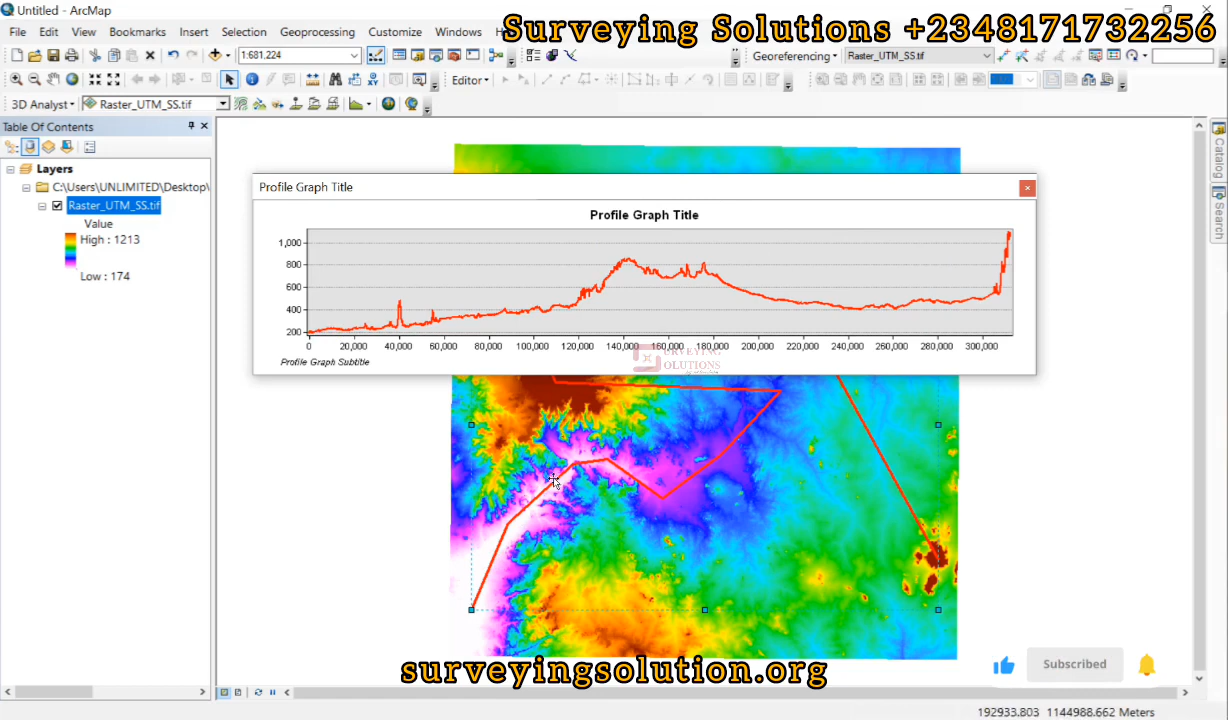 Untitled - ArcMap
Surveying Solutions +2348171732256
File Edit View Bookmarks Insert Selection Geoprocessing Customize Windows
1:681,224
Georeferencing Raster_UTM_SS.tif
Editor
3D Analyst Raster_UTM_SS.tif
Table Of Contents
Layers
C:\Users\UNLIMITED\Desktop\
Raster_UTM_SS.tif
Value
High : 1213
Low : 174
Catalog
Search
Profile Graph Title
Profile Graph Title
1,000
800
600
400
200
0 20,000 40,000 60,000 80,000 100,000 120,000 140,000 160,000 180,000 200,000 220,000 240,000 260,000 280,000 300,000
Profile Graph Subtitle
URVEYING
OLUTIONS
Subscribed
surveyingsolution.org
192933.803 1144988.662 Meters